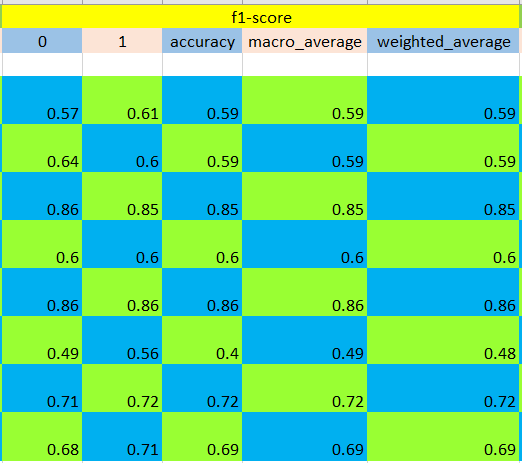 f1-score
0 1 accuracy macro_average weighted_average
0.57 0.61 0.59 0.59 0.59
0.64 0.6 0.59 0.59 0.59
0.86 0.85 0.85 0.85 0.85
0.6 0.6 0.6 0.6 0.6
0.86 0.86 0.86 0.86 0.86
0.49 0.56 0.4 0.49 0.48
0.71 0.72 0.72 0.72 0.72
0.68 0.71 0.69 0.69 0.69